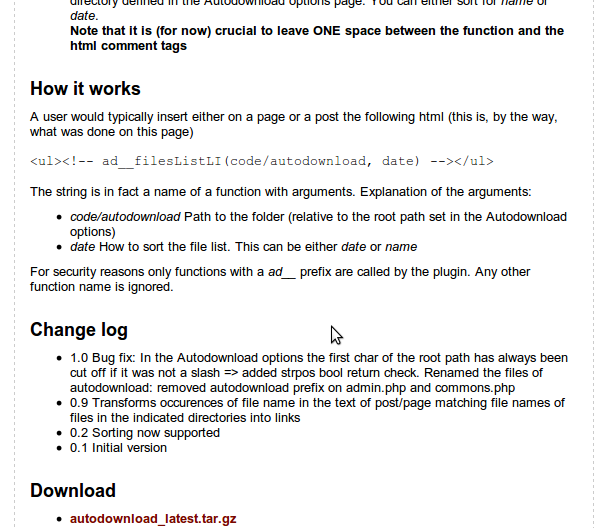 directory defined in the Autodownload options page. You can either sort for name or
date.
Note that it is (for now) crucial to leave ONE space between the function and the
html comment tags
How it works
A user would typically insert either on a page or a post the following html (this is, by the way,
what was done on this page)
<ul><!-- ad__filesListLI(code/autodownload, date) --></ul>
The string is in fact a name of a function with arguments. Explanation of the arguments:
• code/autodownload Path to the folder (relative to the root path set in the Autodownload
options)
• date How to sort the file list. This can be either date or name
For security reasons only functions with a ad__ prefix are called by the plugin. Any other
function name is ignored.
Change log
• 1.0 Bug fix: In the Autodownload options the first char of the root path has always been
cut off if it was not a slash => added strpos bool return check. Renamed the files of
autodownload: removed autodownload prefix on admin.php and commons.php
• 0.9 Transforms occurences of file name in the text of post/page matching file names of
files in the indicated directories into links
• 0.2 Sorting now supported
• 0.1 Initial version
Download
• autodownload_latest.tar.gz